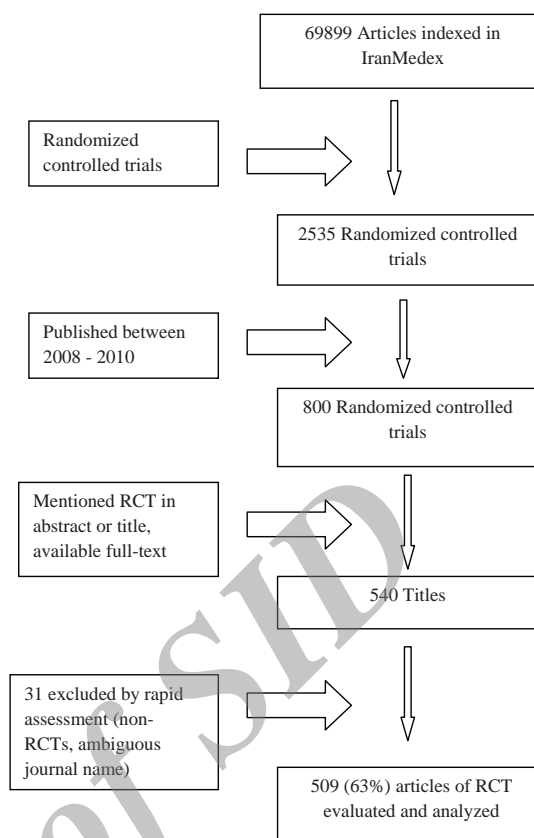 69899 Articles indexed in
IranMedex
Randomized
controlled trials
2535 Randomized controlled
trials
Published between
2008 - 2010
800 Randomized controlled
trials
Mentioned RCT in
abstract or title,
available full-text
540 Titles
31 excluded by rapid
assessment (non-
RCTs, ambiguous
journal name)
509 (63%) articles of RCT
evaluated and analyzed
of SID